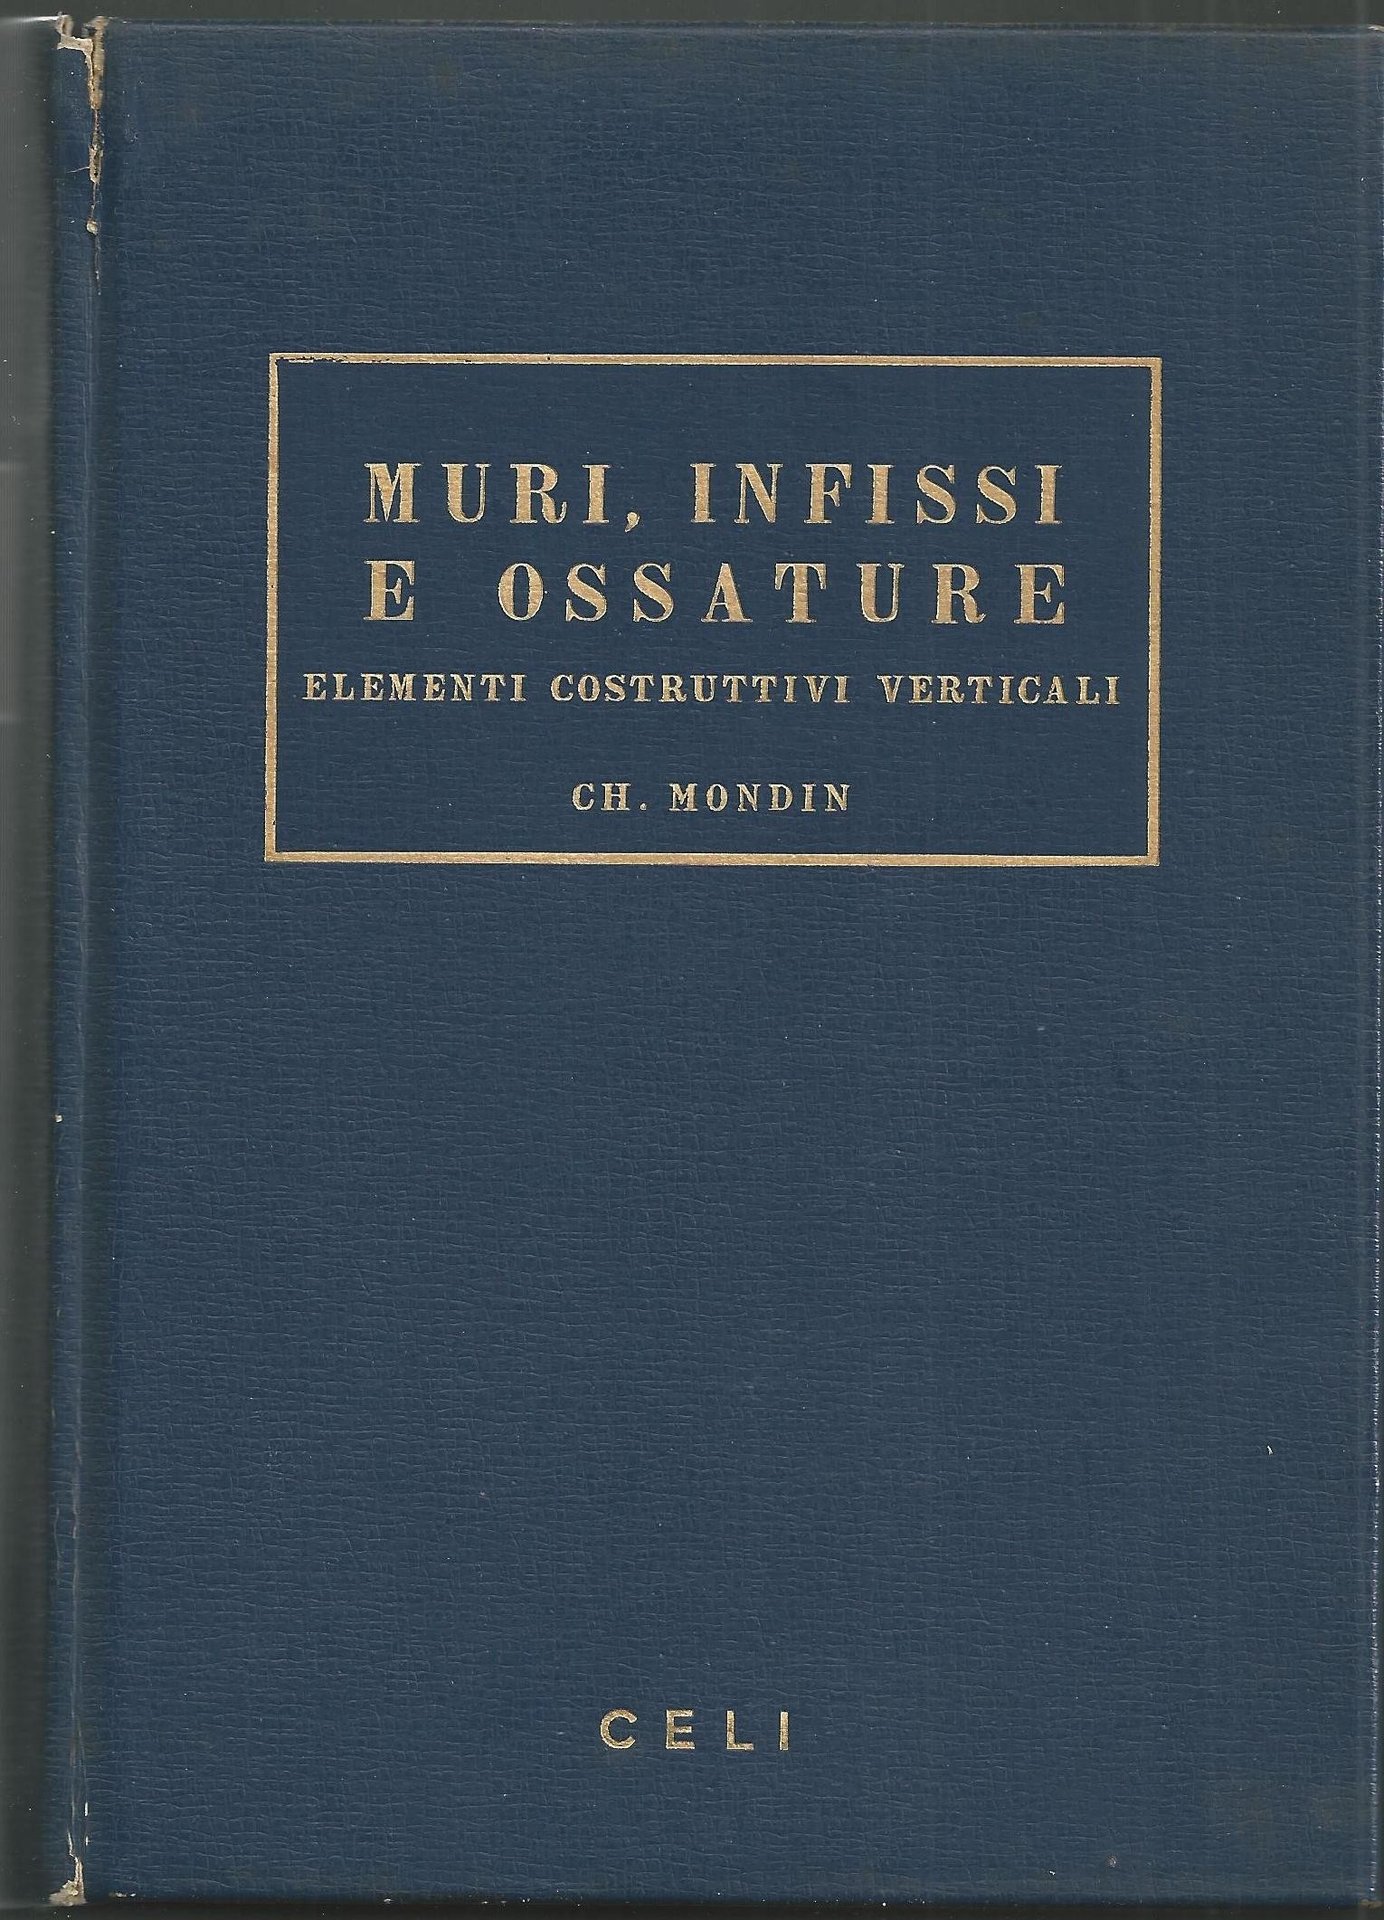 MURI, INFISSI
E OSSATURE
ELEMENTI COSTRUTTIVI VERTICALI
CH. MONDIN
CELI